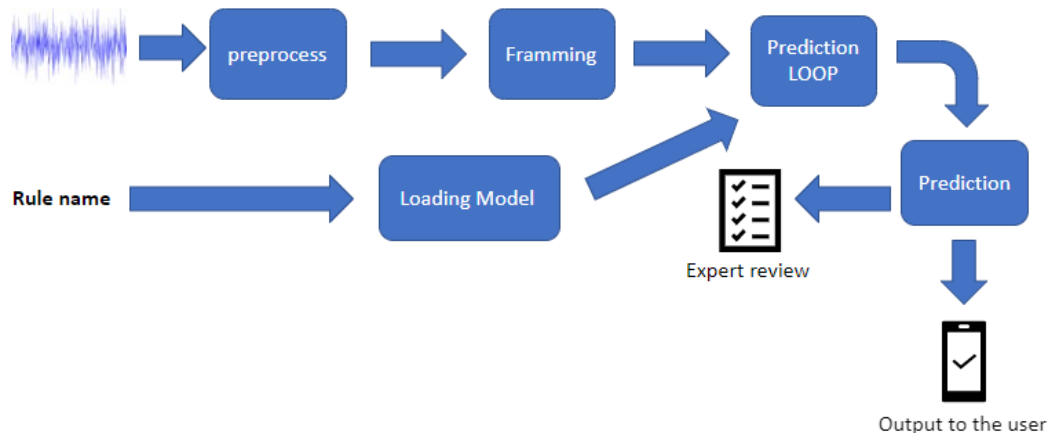 preprocess
Framming
Prediction
LOOP
Rule name
Loading Model
Prediction
Expert review
Output to the user